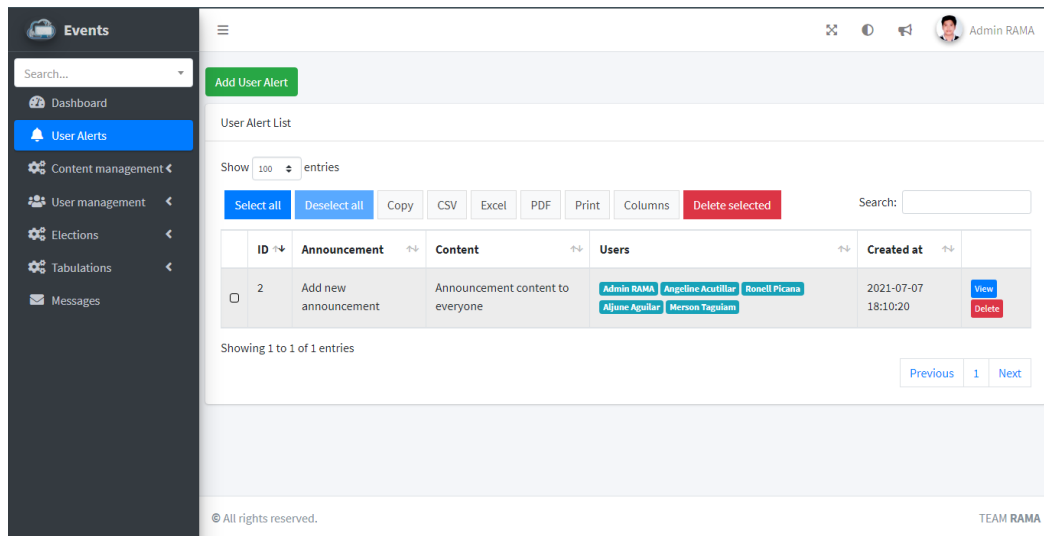 Events
Admin RAMA
Search...
Add User Alert
Dashboard
User Alert List
User Alerts
Content management
Show 100 entries
User management
Select all Deselect all Copy CSV Excel PDF Print Columns Delete selected Search:
Elections
ID Announcement Content Users Created at
Tabulations
Messages
2 Add new announcement Announcement content to everyone Admin RAMA Angeline Acutillar Ronell Picana Aljune Aguilar Merson Taguiam 2021-07-07 18:10:20 View Delete
Showing 1 to 1 of 1 entries
Previous 1 Next
© All rights reserved. TEAM RAMA